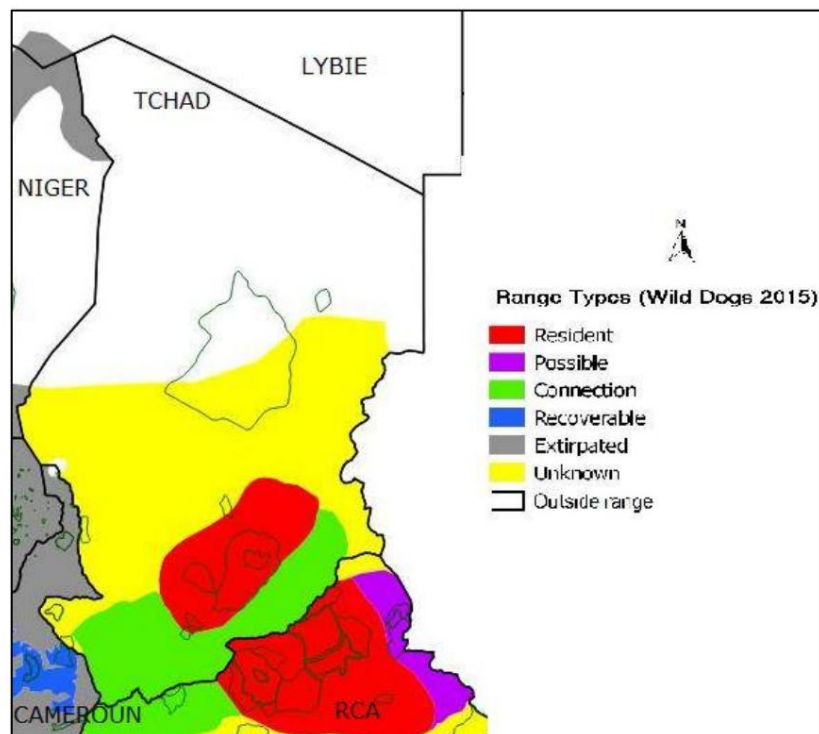 LYBIE
TCHAD
NIGER
N
Range Types (Wild Dogs 2015)
Resident
Possible
Connection
Recoverable
Extirpated
Unknown
Outside range
CAMEROUN
RCA